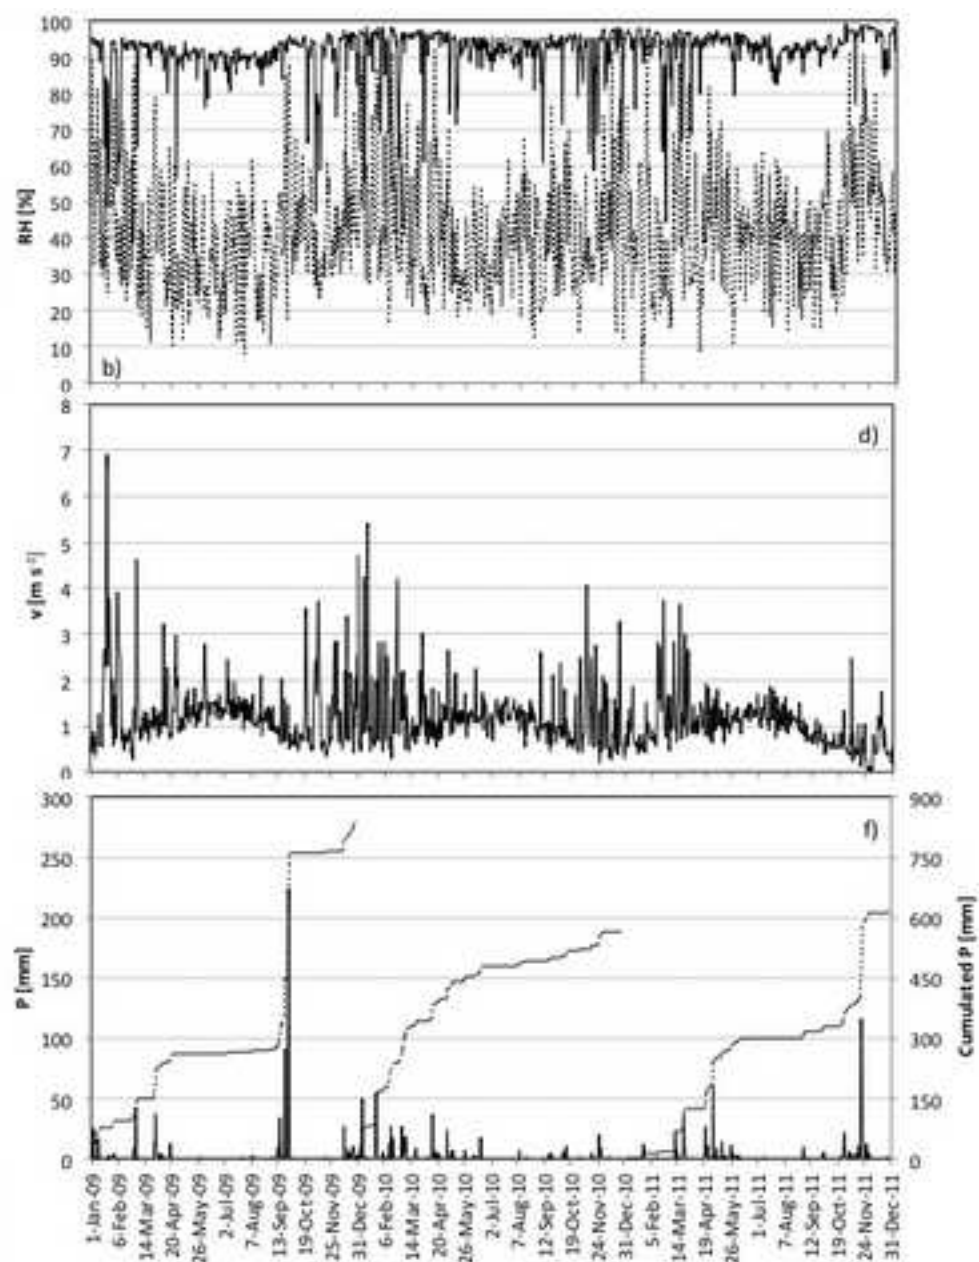 100
90
80
70
60
50
40
30
20
10
0
RH [%]
b)
8
7
6
5
4
3
2
1
0
v [m s⁻¹]
d)
300
250
200
150
100
50
0
P [mm]
f)
900
750
600
450
300
150
0
Cumulated P [mm]
1-Jan-09
6-Feb-09
14-Mar-09
20-Apr-09
26-May-09
2-Jul-09
7-Aug-09
13-Sep-09
19-Oct-09
25-Nov-09
31-Dec-09
6-Feb-10
14-Mar-10
20-Apr-10
26-May-10
2-Jul-10
7-Aug-10
12-Sep-10
19-Oct-10
24-Nov-10
31-Dec-10
5-Feb-11
14-Mar-11
19-Apr-11
26-May-11
1-Jul-11
7-Aug-11
12-Sep-11
19-Oct-11
24-Nov-11
31-Dec-11